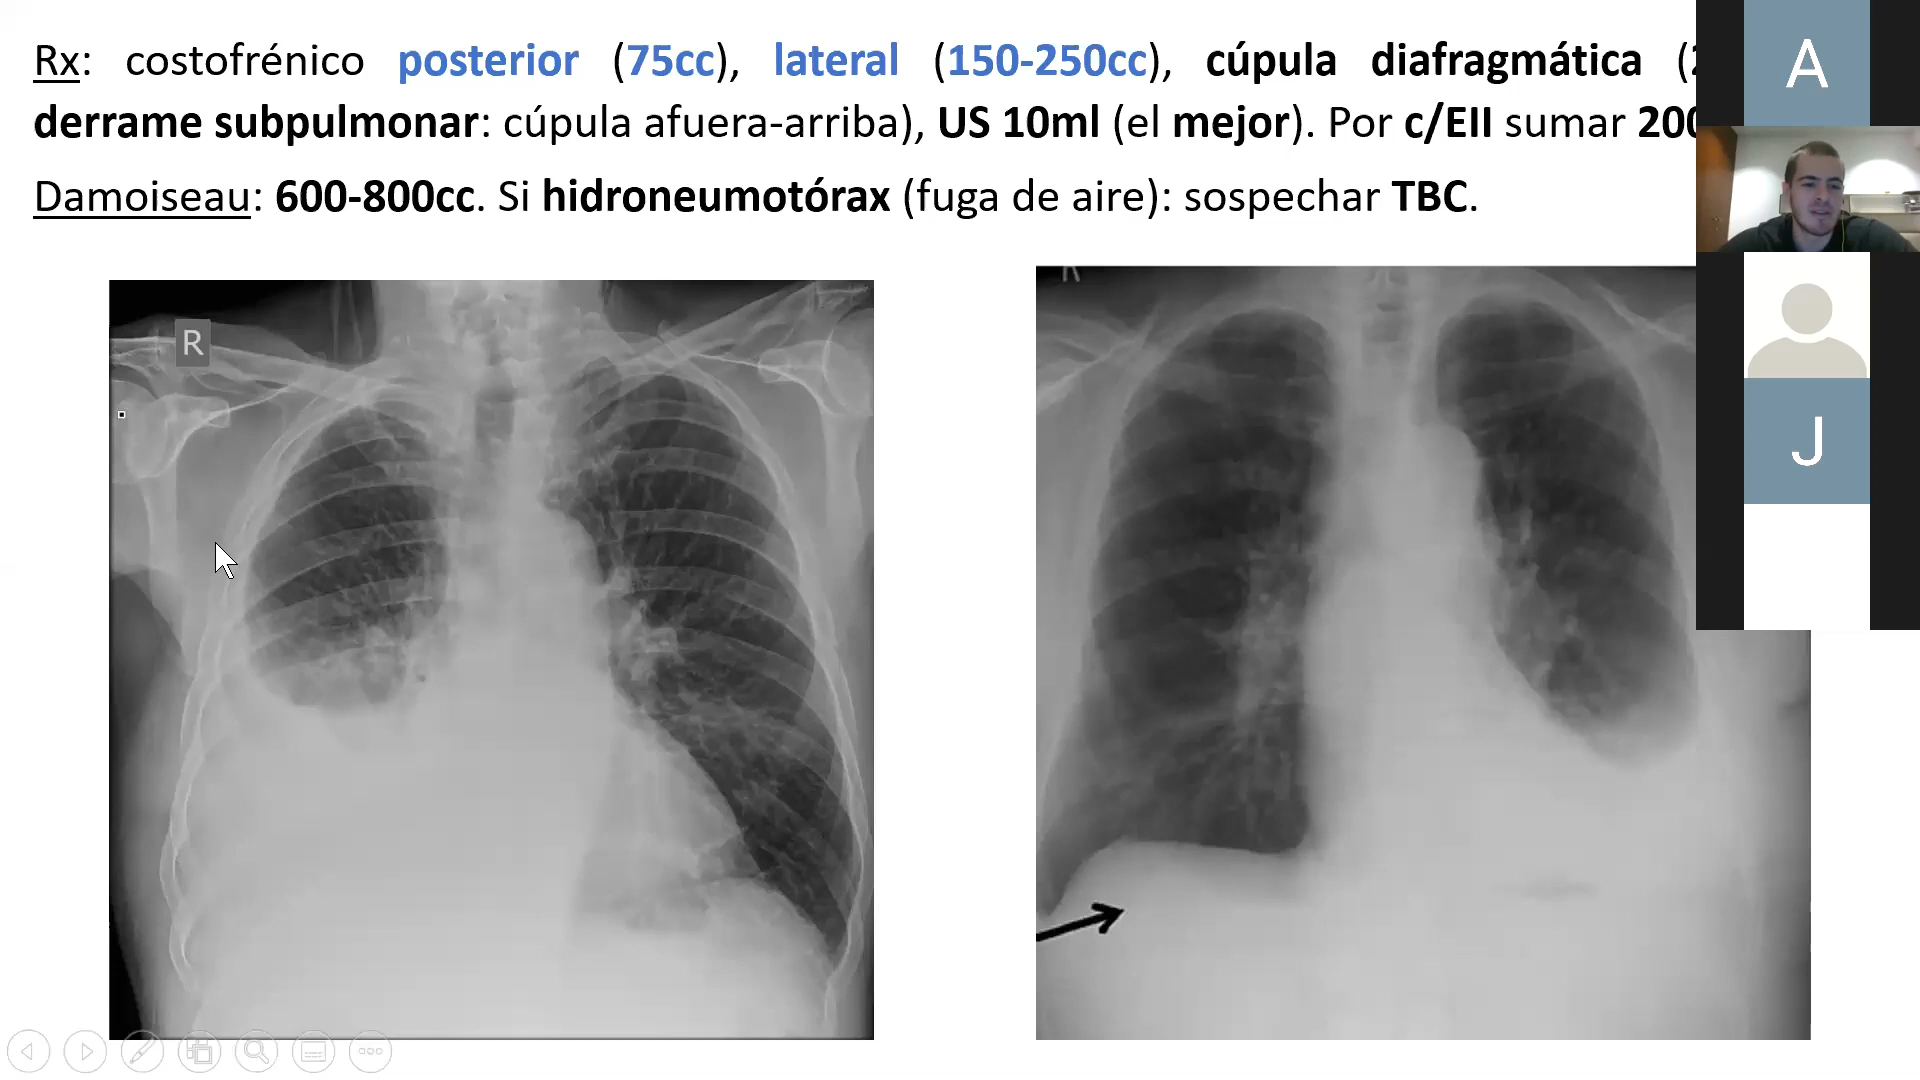 Rx: costofrénico posterior (75cc), lateral (150-250cc), cúpula diafragmática (
derrame subpulmonar: cúpula afuera-arriba), US 10ml (el mejor). Por c/EII sumar 200
Damoiseau: 600-800cc. Si hidroneumotórax (fuga de aire): sospechar TBC.
R
R
A
J